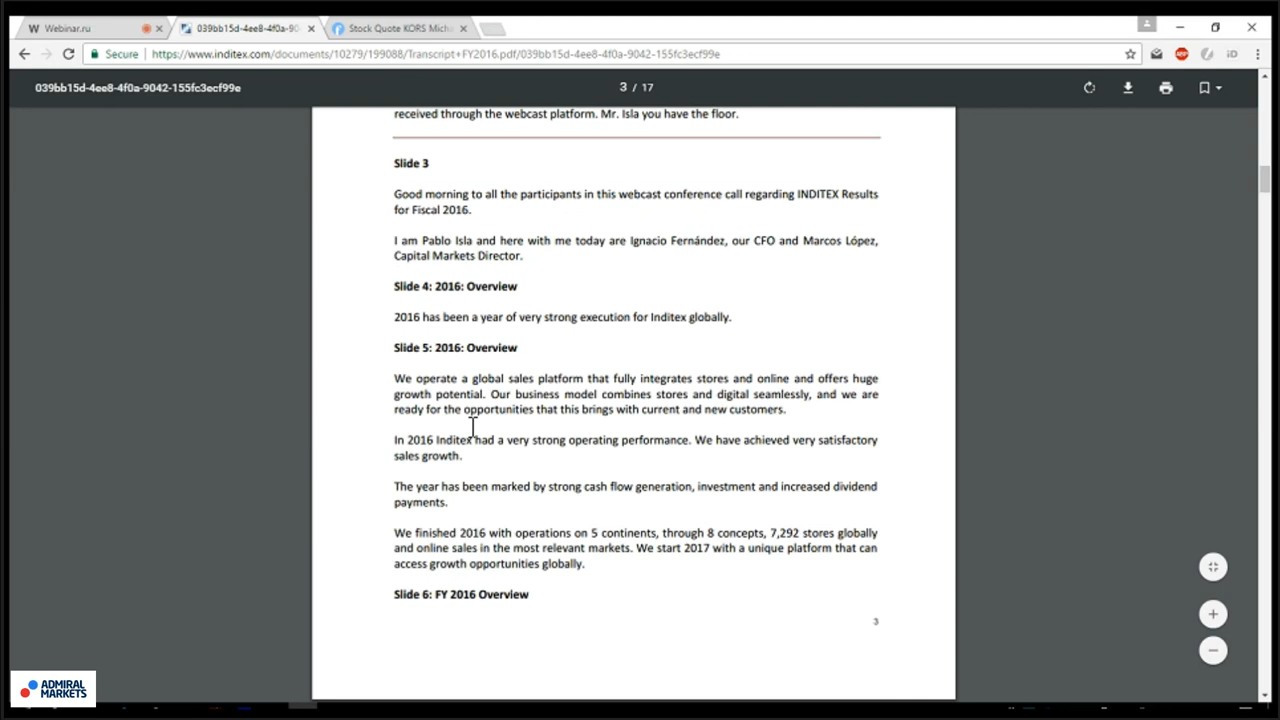 Webinar.ru
039bb15d-4ee8-4f0a-90
Stock Quote KORS Mich
Secure
https://www.inditex.com/documents/10279/199088/Transcript+FY2016.pdf/039bb15d-4ee8-4f0a-9042-155fc3ecf99e
039bb15d-4ee8-4f0a-9042-155fc3ecf99e
3 / 17
received through the webcast platform. Mr. Isla you have the floor.
Slide 3
Good morning to all the participants in this webcast conference call regarding INDITEX Results
for Fiscal 2016.
I am Pablo Isla and here with me today are Ignacio Fernández, our CFO and Marcos López,
Capital Markets Director.
Slide 4: 2016: Overview
2016 has been a year of very strong execution for Inditex globally.
Slide 5: 2016: Overview
We operate a global sales platform that fully integrates stores and online and offers huge
growth potential. Our business model combines stores and digital seamlessly, and we are
ready for the opportunities that this brings with current and new customers.
In 2016 Inditex had a very strong operating performance. We have achieved very satisfactory
sales growth.
The year has been marked by strong cash flow generation, investment and increased dividend
payments.
We finished 2016 with operations on 5 continents, through 8 concepts, 7,292 stores globally
and online sales in the most relevant markets. We start 2017 with a unique platform that can
access growth opportunities globally.
Slide 6: FY 2016 Overview
3
ADMIRAL
MARKETS